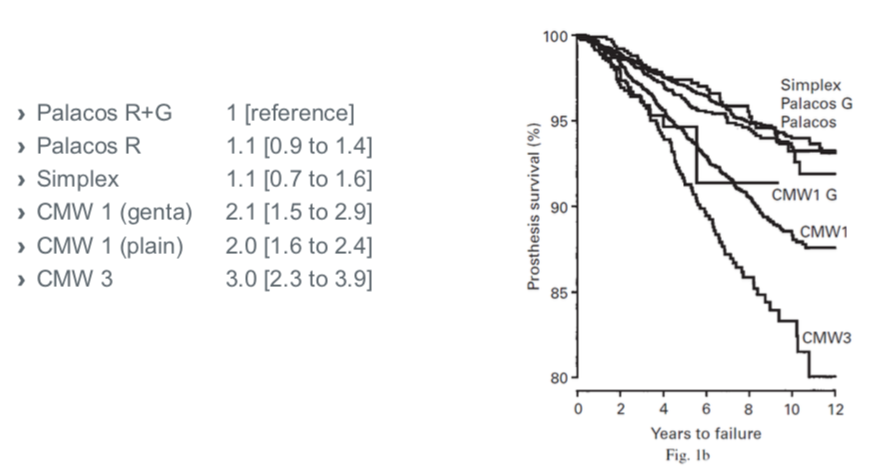 › Palacos R+G 1 [reference]
› Palacos R 1.1 [0.9 to 1.4]
› Simplex 1.1 [0.7 to 1.6]
› CMW 1 (genta) 2.1 [1.5 to 2.9]
› CMW 1 (plain) 2.0 [1.6 to 2.4]
› CMW 3 3.0 [2.3 to 3.9]
Prosthesis survival (%)
100
95
90
85
80
Simplex
Palacos G
Palacos
CMW1 G
CMW1
CMW3
0 2 4 6 8 10 12
Years to failure
Fig. 1b